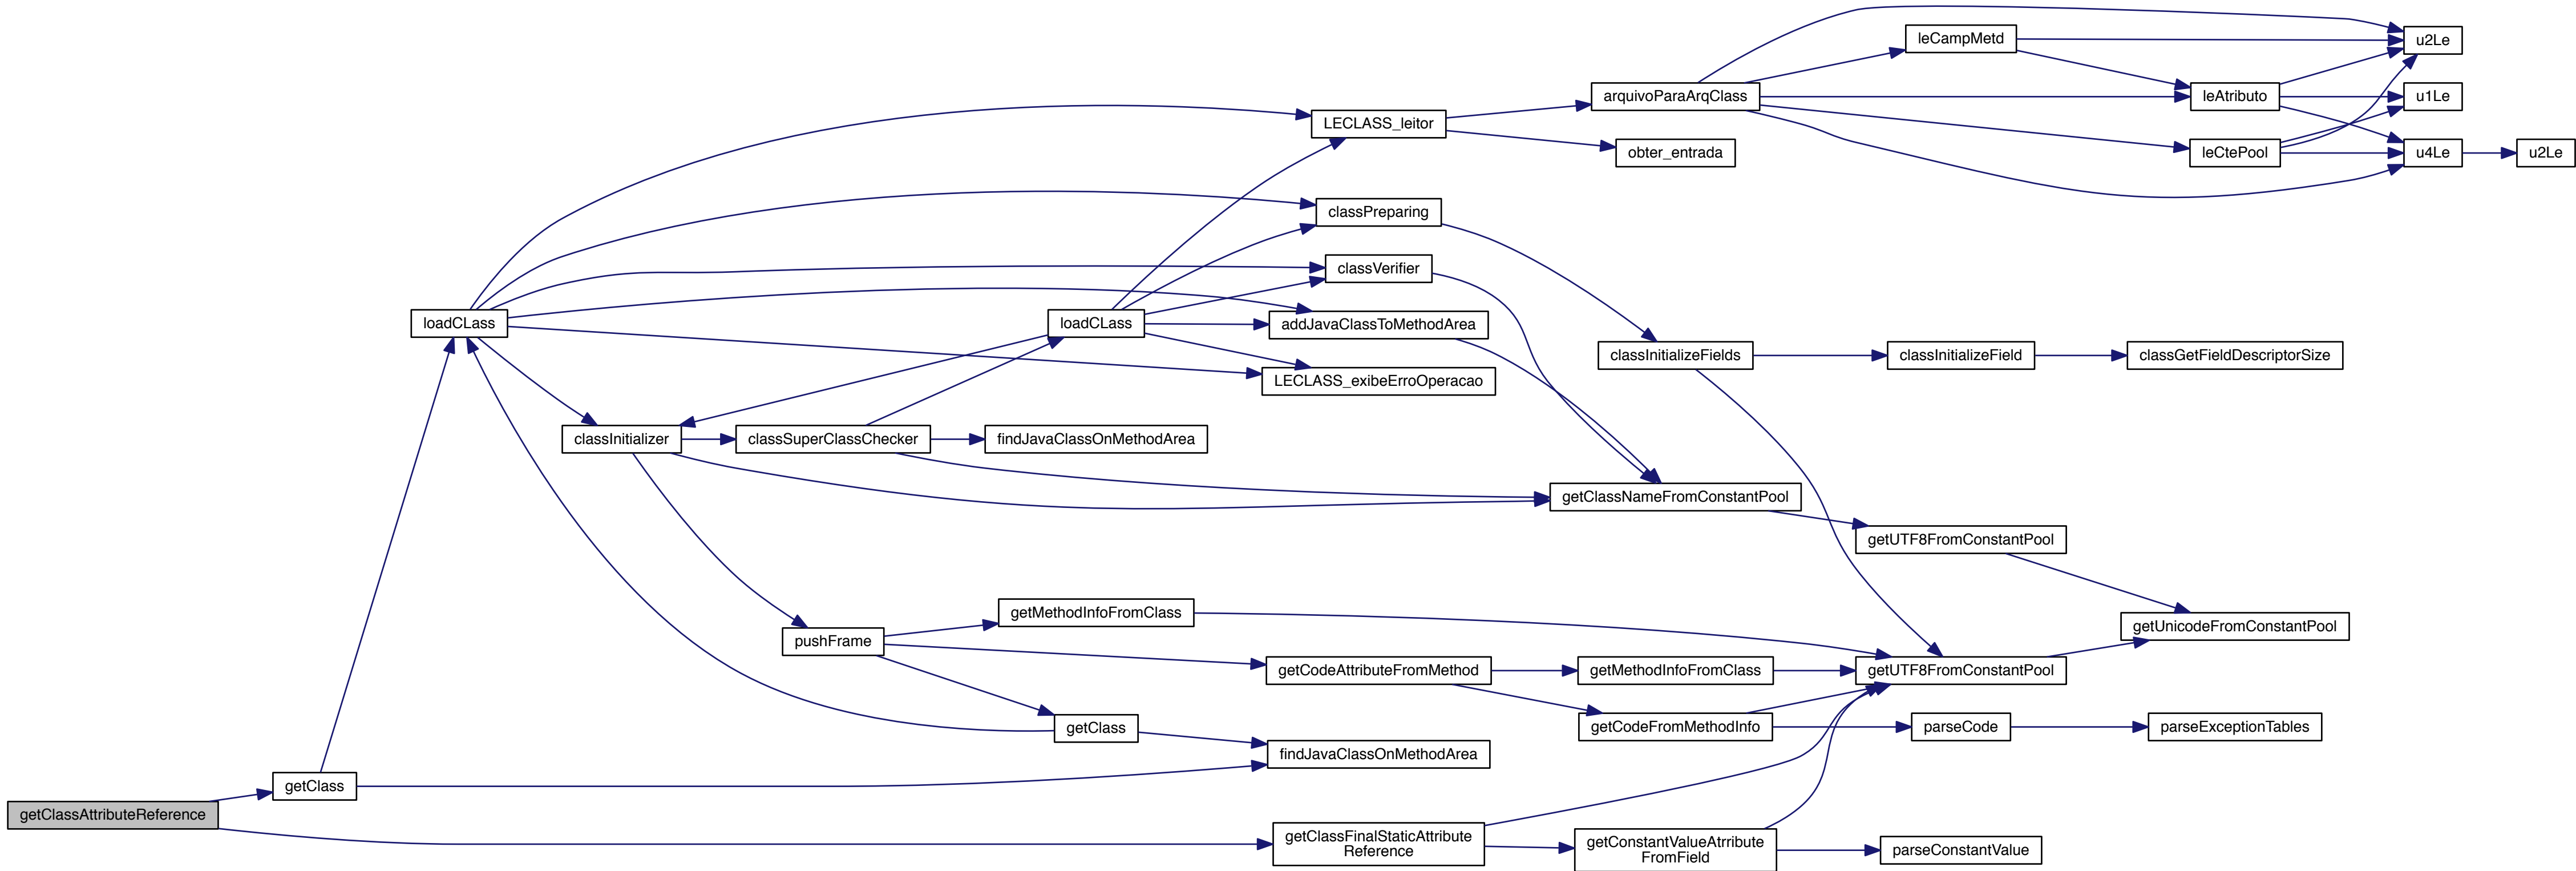 leCampMetd
u2Le
arquivoParaArqClass
leAtributo
u1Le
LECLASS_leitor
obter_entrada
leCtePool
u4Le
u2Le
classPreparing
classVerifier
loadCLass
loadCLass
addJavaClassToMethodArea
classInitializeFields
classInitializeField
classGetFieldDescriptorSize
LECLASS_exibeErroOperacao
classInitializer
classSuperClassChecker
findJavaClassOnMethodArea
getClassNameFromConstantPool
getUTF8FromConstantPool
getMethodInfoFromClass
getUnicodeFromConstantPool
pushFrame
getCodeAttributeFromMethod
getMethodInfoFromClass
getUTF8FromConstantPool
getClass
getCodeFromMethodInfo
parseCode
parseExceptionTables
findJavaClassOnMethodArea
getClass
getClassAttributeReference
getClassFinalStaticAttribute
Reference
getConstantValueAtrribute
FromField
parseConstantValue